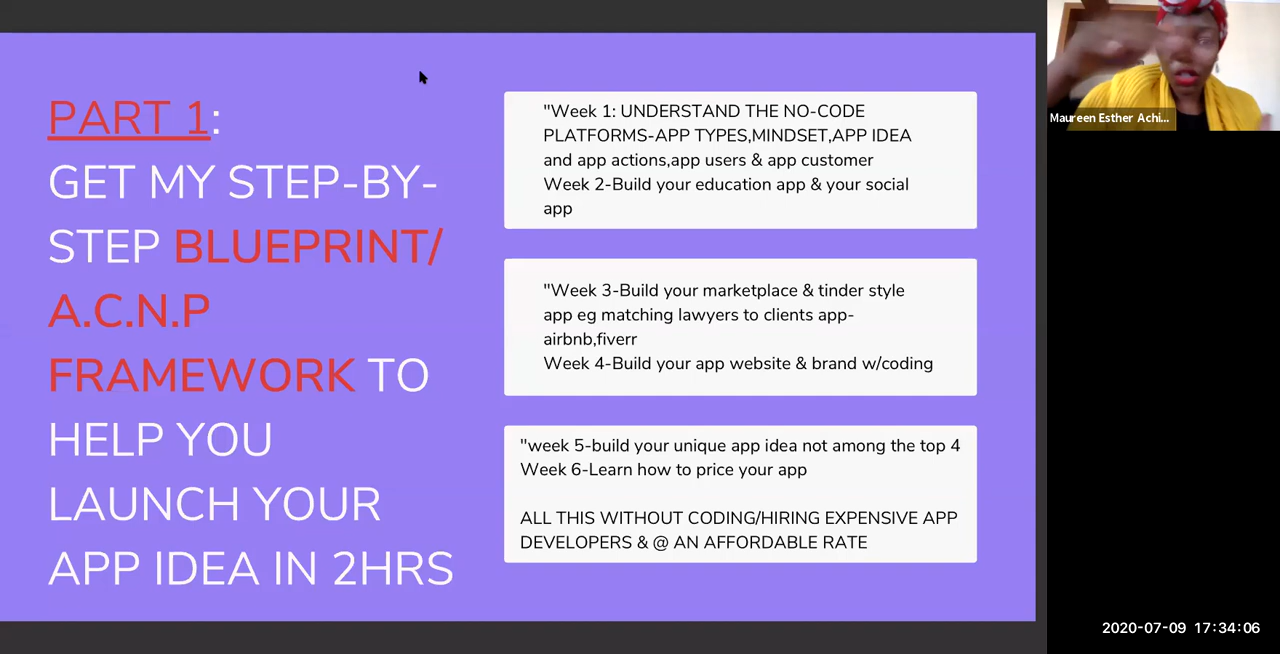 PART 1:
GET MY STEP-BY-
STEP BLUEPRINT/
A.C.N.P
FRAMEWORK TO
HELP YOU
LAUNCH YOUR
APP IDEA IN 2HRS
"Week 1: UNDERSTAND THE NO-CODE
PLATFORMS-APP TYPES,MINDSET,APP IDEA
and app actions,app users & app customer
Week 2-Build your education app & your social
app
"Week 3-Build your marketplace & tinder style
app eg matching lawyers to clients app-
airbnb,fiverr
Week 4-Build your app website & brand w/coding
"week 5-build your unique app idea not among the top 4
Week 6-Learn how to price your app
ALL THIS WITHOUT CODING/HIRING EXPENSIVE APP
DEVELOPERS & @ AN AFFORDABLE RATE
Maureen Esther Achi...
2020-07-09 17:34:06